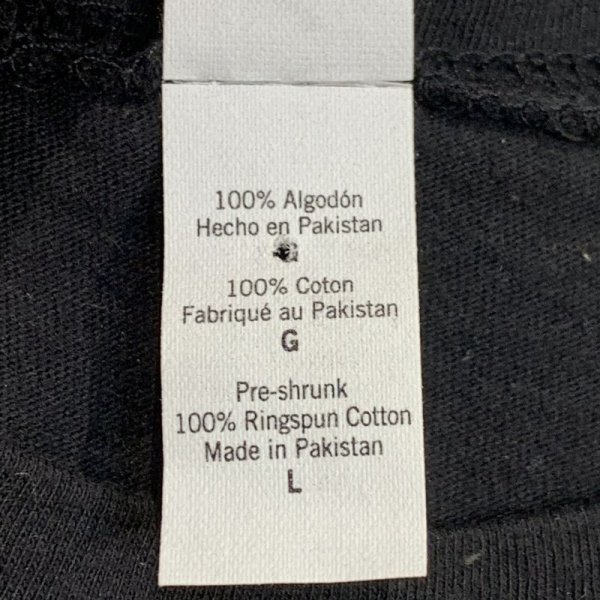 100% Algodón
Hecho en Pakistan
G
100% Coton
Fabriqué au Pakistan
G
Pre-shrunk
100% Ringspun Cotton
Made in Pakistan
L